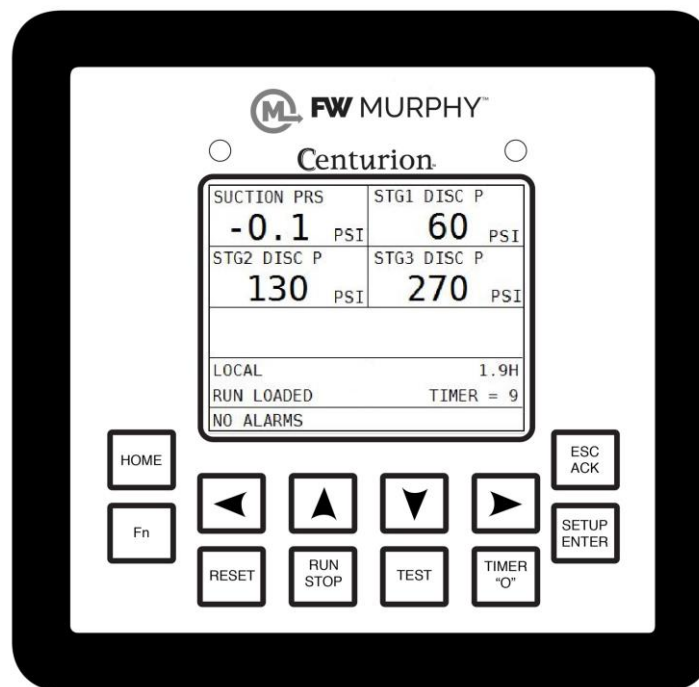 M FW MURPHY™
Centurion™
SUCTION PRS STG1 DISC P
-0.1 PSI 60 PSI
STG2 DISC P STG3 DISC P
130 PSI 270 PSI
LOCAL 1.9H
RUN LOADED TIMER = 9
NO ALARMS
HOME
ESC
ACK
Fn
SETUP
ENTER
RESET
RUN
STOP
TEST
TIMER
“O”